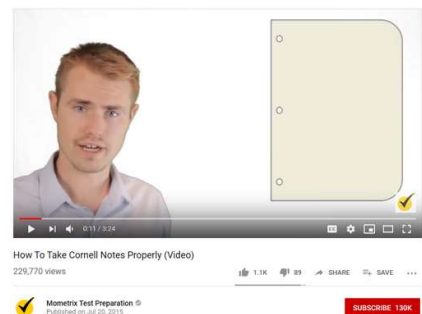 0:11 / 3:24
CC
How To Take Cornell Notes Properly (Video)
229,770 views
1.1K 89 SHARE SAVE
Mometrix Test Preparation
Published on Jul 20, 2015
SUBSCRIBE 130K